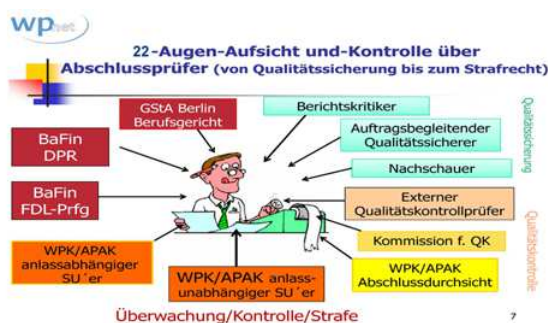 wp.net
22-Augen-Aufsicht und-Kontrolle über
Abschlussprüfer (von Qualitätssicherung bis zum Strafrecht)
GStA Berlin
Berufsgericht
Berichtskritiker
BaFin
DPR
Auftragsbegleitender
Qualitätssicherer
Nachschauer
Qualitätssicherung
BaFin
FDL-Prfg
Externer
Qualitätskontrollprüfer
Kommission f. QK
Qualitätskontrolle
WPK/APAK
anlassabhängiger
SU´er
WPK/APAK anlass-
unabhängiger SU´er
WPK/APAK
Abschlussdurchsicht
Überwachung/Kontrolle/Strafe
7